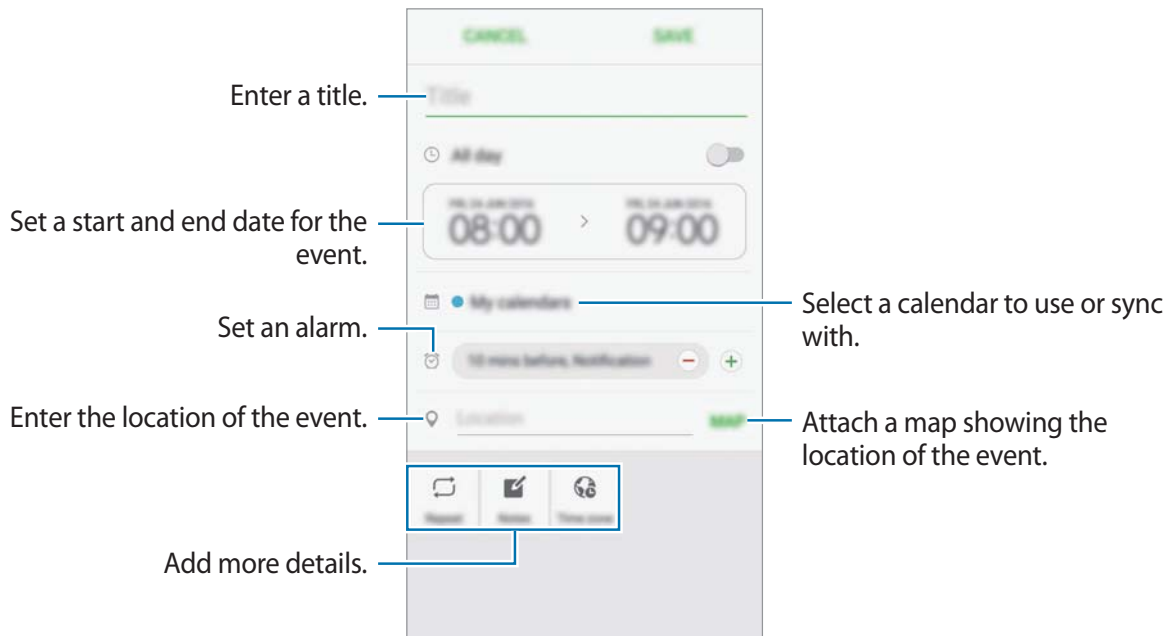 CANCEL SAVE
Enter a title.
Title
All day
Set a start and end date for the
event.
08:00 > 09:00
My calendars
Select a calendar to use or sync
with.
Set an alarm.
10 mins before, Notification
Enter the location of the event.
Location
MAP
Attach a map showing the
location of the event.
Repeat Notes Time zone
Add more details.